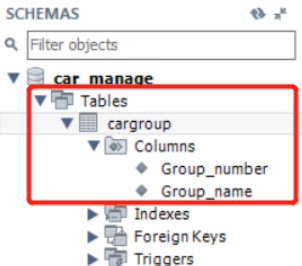 SCHEMAS
Filter objects
car_manage
Tables
cargroup
Columns
Group_number
Group_name
Indexes
Foreign Keys
Triggers